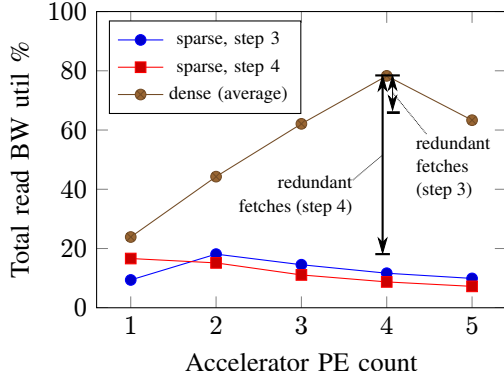 Total read BW util %
100
80
60
40
20
0
sparse, step 3
sparse, step 4
dense (average)
redundant
fetches
(step 3)
redundant
fetches (step 4)
1
2
3
4
5
Accelerator PE count